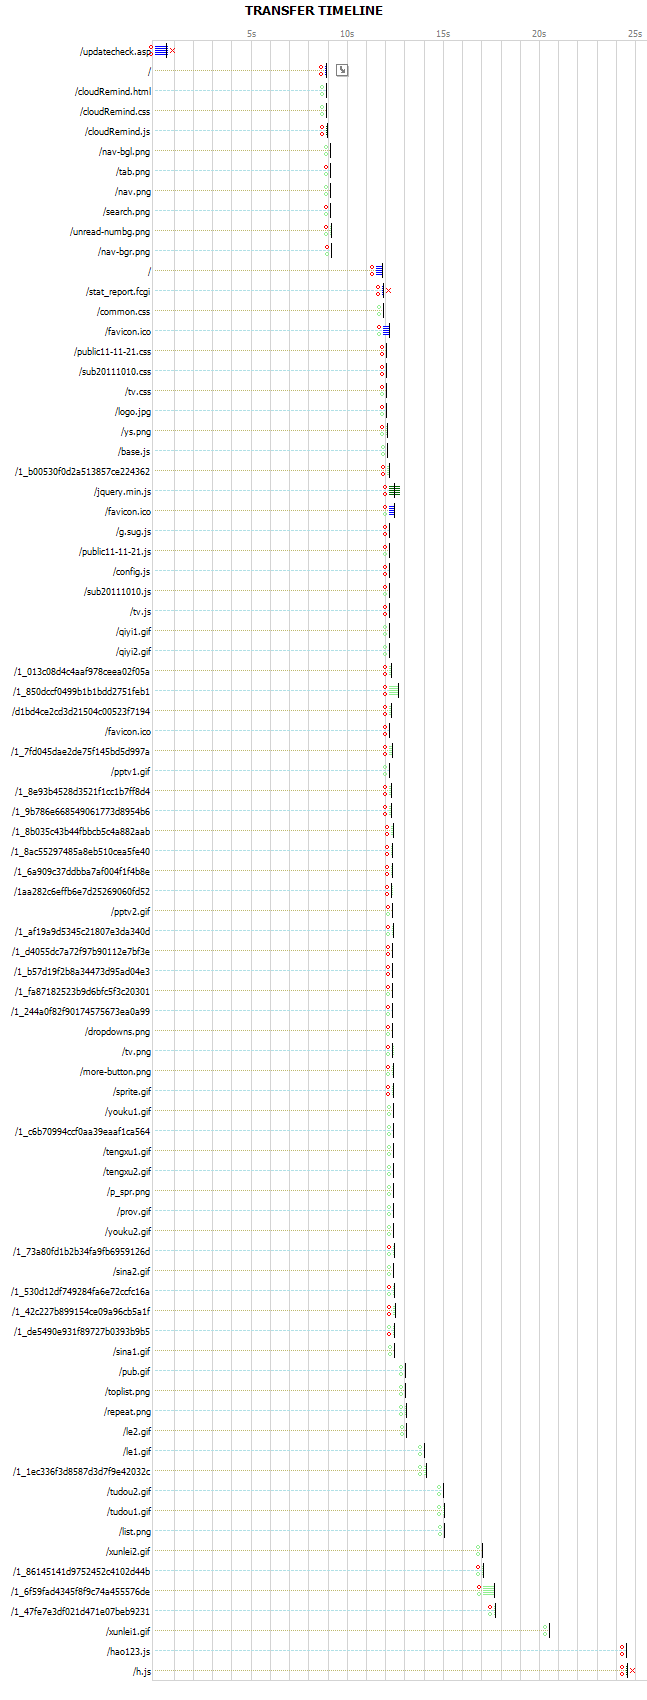 TRANSFER TIMELINE
5s 10s 15s 20s 25s
/updatecheck.asp
/
/cloudRemind.html
/cloudRemind.css
/cloudRemind.js
/nav-bgl.png
/tab.png
/nav.png
/search.png
/unread-numbg.png
/nav-bgr.png
/
/stat_report.fcgi
/common.css
/favicon.ico
/public11-11-21.css
/sub20111010.css
/tv.css
/logo.jpg
/ys.png
/base.js
/1_b00530f0d2a513857ce224362
/jquery.min.js
/favicon.ico
/g.sug.js
/public11-11-21.js
/config.js
/sub20111010.js
/tv.js
/qiyi1.gif
/qiyi2.gif
/1_013c08d4c4aaf978ceea02f05a
/1_850dccf0499b1b1bdd2751feb1
/d1bd4ce2cd3d21504c00523f7194
/favicon.ico
/1_7fd045dae2de75f145bd5d997a
/pptv1.gif
/1_8e93b4528d3521f1cc1b7ff8d4
/1_9b786e668549061773d8954b6
/1_8b035c43b44fbbcb5c4a882aab
/1_8ac55297485a8eb510cea5fe40
/1_6a909c37ddbba7af004f1f4b8e
/1aa282c6effb6e7d25269060fd52
/pptv2.gif
/1_af19a9d5345c21807e3da340d
/1_d4055dc7a72f97b90112e7bf3e
/1_b57d19f2b8a34473d95ad04e3
/1_fa87182523b9d6bfc5f3c20301
/1_244a0f82f90174575673ea0a99
/dropdowns.png
/tv.png
/more-button.png
/sprite.gif
/youku1.gif
/1_c6b70994ccf0aa39eaaf1ca564
/tengxu1.gif
/tengxu2.gif
/p_spr.png
/prov.gif
/youku2.gif
/1_73a80fd1b2b34fa9fb6959126d
/sina2.gif
/1_530d12df749284fa6e72ccfc16a
/1_42c227b899154ce09a96cb5a1f
/1_de5490e931f89727b0393b9b5
/sina1.gif
/pub.gif
/toplist.png
/repeat.png
/le2.gif
/le1.gif
/1_1ec336f3d8587d3d7f9e42032c
/tudou2.gif
/tudou1.gif
/list.png
/xunlei2.gif
/1_86145141d9752452c4102d44b
/1_6f59fad4345f8f9c74a455576de
/1_47fe7e3df021d471e07beb9231
/xunlei1.gif
/hao123.js
/h.js